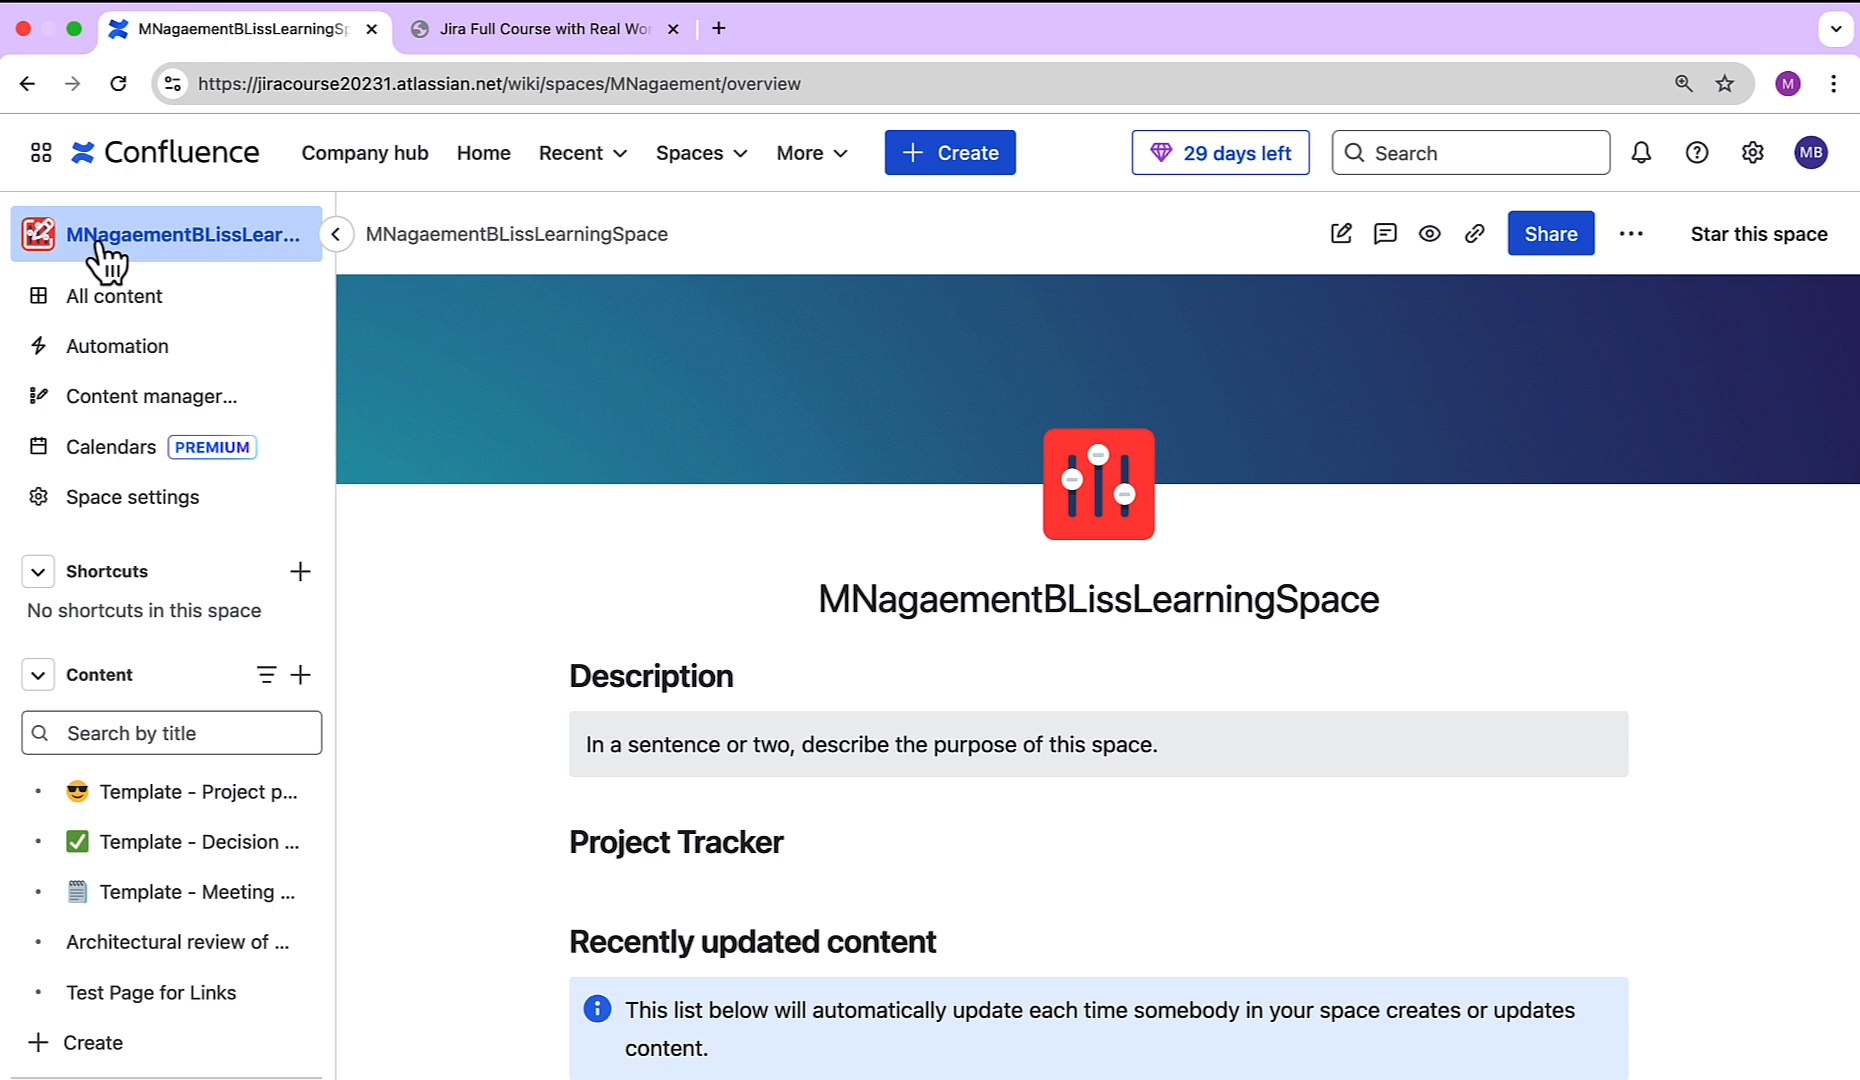 MNagaementBLissLearningSp
Jira Full Course with Real Wor
https://jiracourse20231.atlassian.net/wiki/spaces/MNagaement/overview
M
Confluence
Company hub
Home
Recent
Spaces
More
Create
29 days left
Search
MB
MNagaementBLissLear...
MNagaementBLissLearningSpace
Share
Star this space
All content
Automation
Content manager...
Calendars PREMIUM
Space settings
Shortcuts
No shortcuts in this space
Content
Search by title
Template - Project p...
Template - Decision ...
Template - Meeting ...
Architectural review of ...
Test Page for Links
Create
MNagaementBLissLearningSpace
Description
In a sentence or two, describe the purpose of this space.
Project Tracker
Recently updated content
This list below will automatically update each time somebody in your space creates or updates
content.